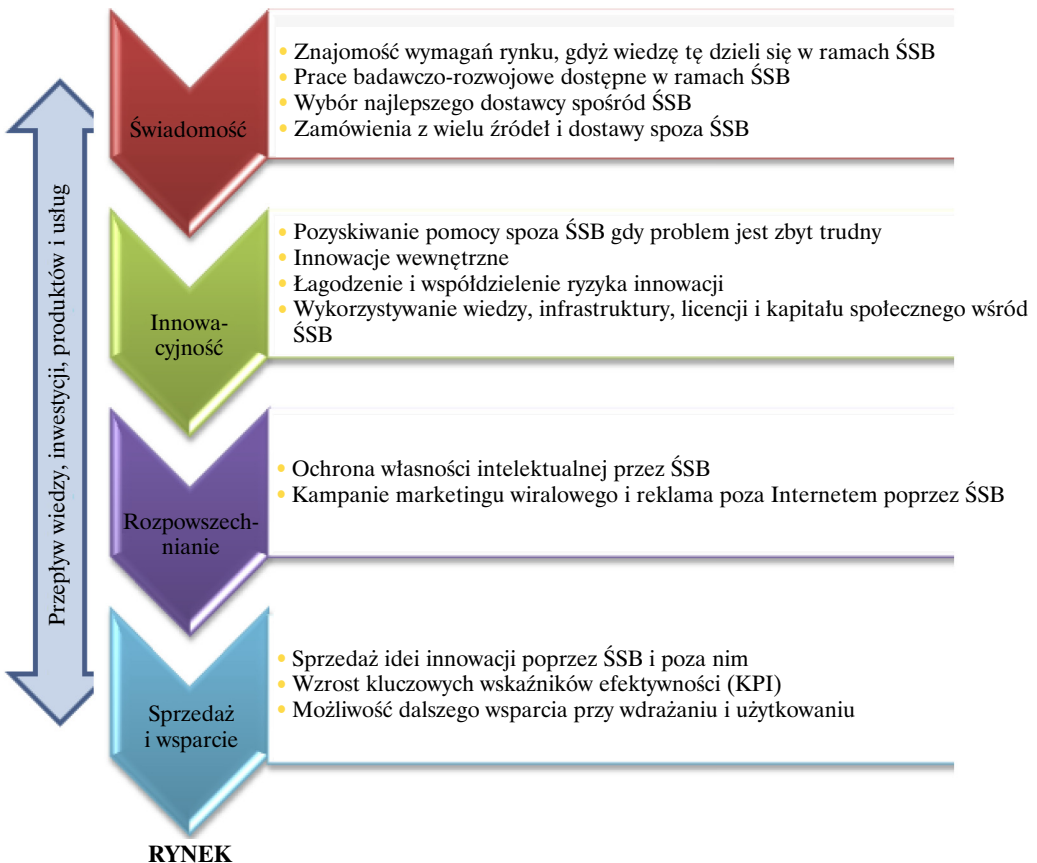 Przepływ wiedzy, inwestycji, produktów i usług
Świadomość
• Znajomość wymagań rynku, gdyż wiedzę tę dzieli się w ramach ŚSB
• Prace badawczo-rozwojowe dostępne w ramach ŚSB
• Wybór najlepszego dostawcy spośród ŚSB
• Zamówienia z wielu źródeł i dostawy spoza ŚSB
Innowa-
cyjność
• Pozyskiwanie pomocy spoza ŚSB gdy problem jest zbyt trudny
• Innowacje wewnętrzne
• Łagodzenie i współdzielenie ryzyka innowacji
• Wykorzystywanie wiedzy, infrastruktury, licencji i kapitału społecznego wśród
ŚSB
Rozpowszech-
nianie
• Ochrona własności intelektualnej przez ŚSB
• Kampanie marketingu wiralowego i reklama poza Internetem poprzez ŚSB
Sprzedaż
i wsparcie
• Sprzedaż idei innowacji poprzez ŚSB i poza nim
• Wzrost kluczowych wskaźników efektywności (KPI)
• Możliwość dalszego wsparcia przy wdrażaniu i użytkowaniu
RYNEK